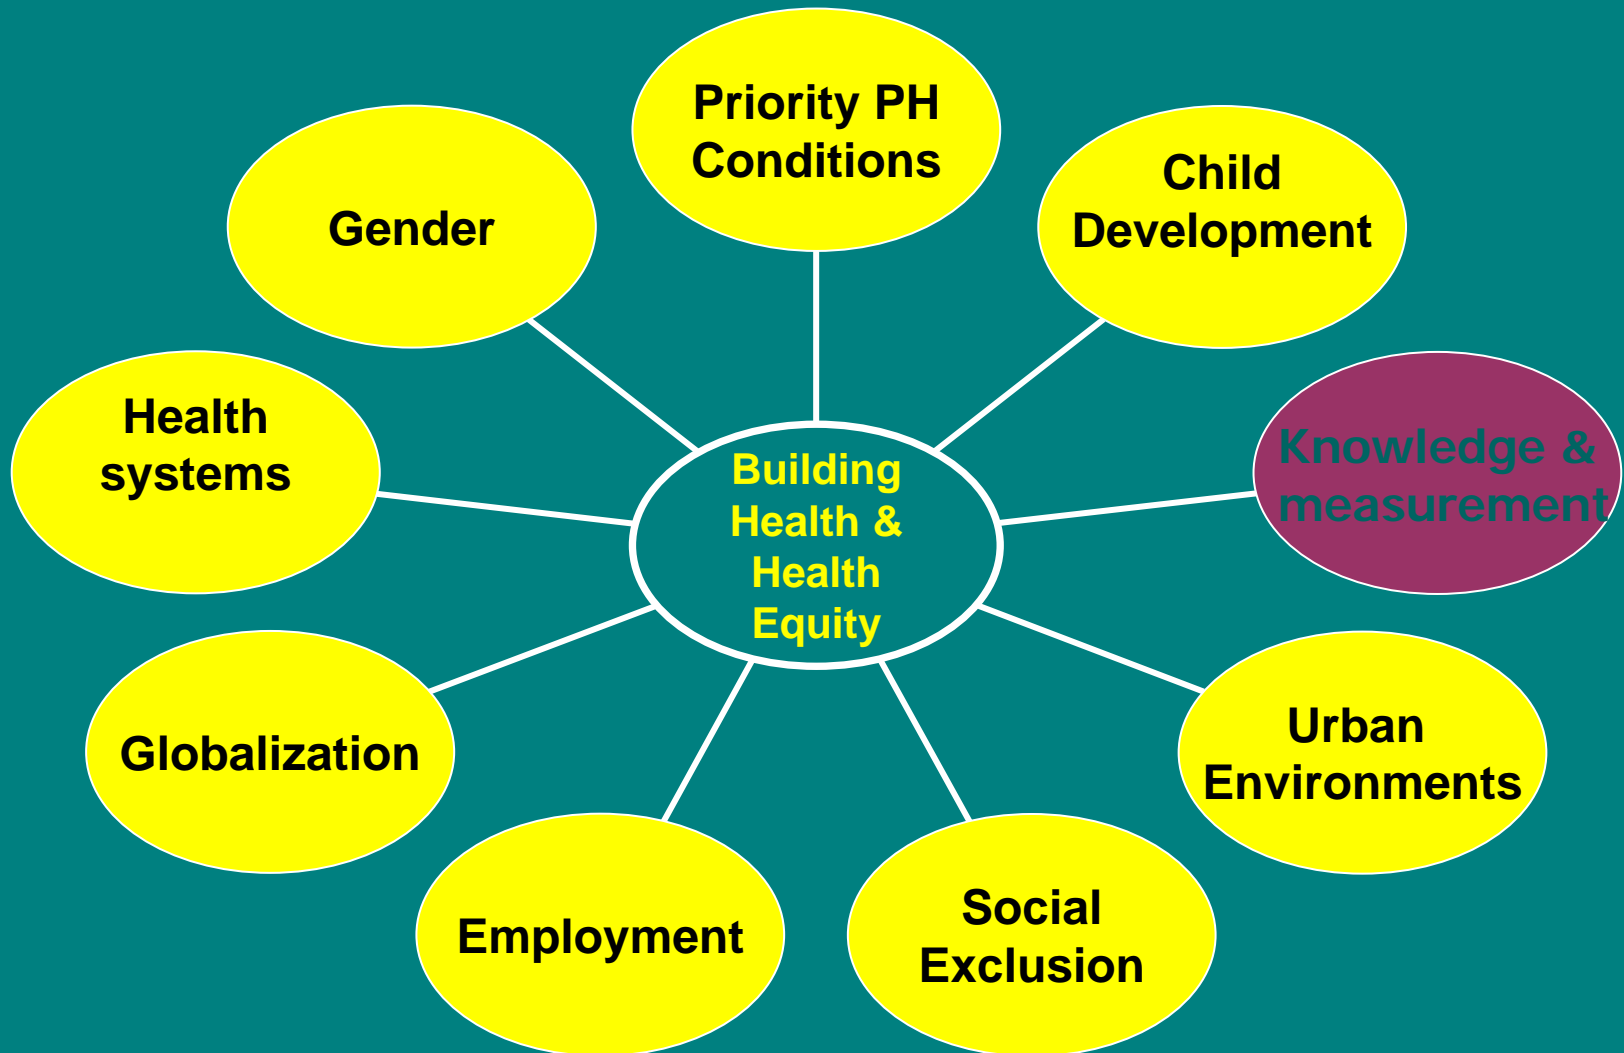 Priority PH
Conditions
Child
Development
Gender
Knowledge &
measurement
Health
systems
Building
Health &
Health
Equity
Urban
Environments
Globalization
Social
Exclusion
Employment